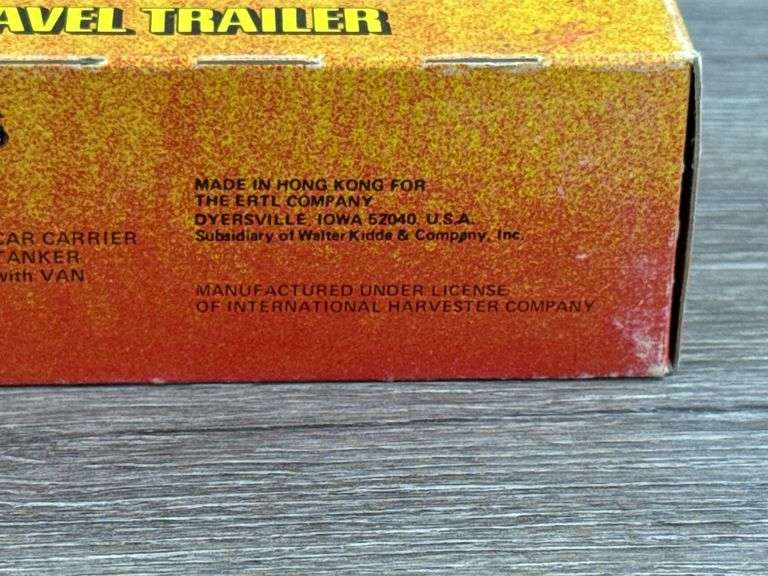 AVEL TRAILER
MADE IN HONG KONG FOR
THE ERTL COMPANY
DYERSVILLE, IOWA 52040, U.S.A.
Subsidiary of Walter Kidde & Company, Inc.
CAR CARRIER
TANKER
with VAN
MANUFACTURED UNDER LICENSE
OF INTERNATIONAL HARVESTER COMPANY